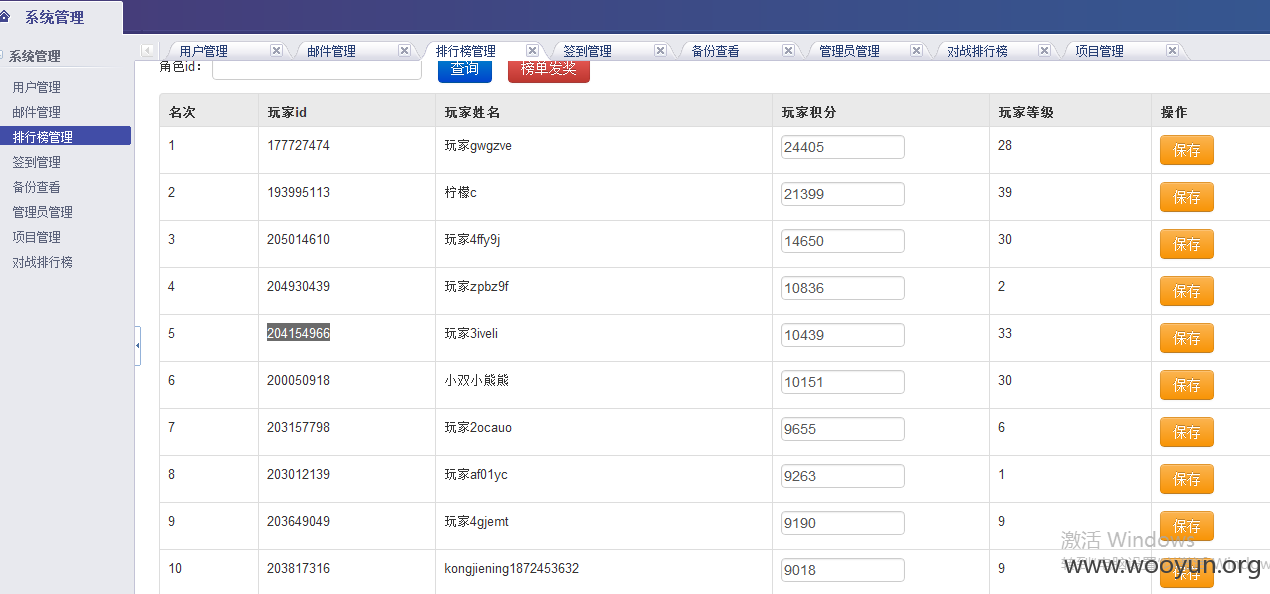 系统管理
用户管理 邮件管理 排行榜管理 签到管理 备份查看 管理员管理 对战排行榜 项目管理
系统管理
用户管理
邮件管理
排行榜管理
签到管理
备份查看
管理员管理
项目管理
对战排行榜
角色id： 查询 榜单发奖
名次 玩家id 玩家姓名 玩家积分 玩家等级 操作
1 177727474 玩家gwgzve 24405 28 保存
2 193995113 柠檬c 21399 39 保存
3 205014610 玩家4ffy9j 14650 30 保存
4 204930439 玩家zpbz9f 10836 2 保存
5 204154966 玩家3iveli 10439 33 保存
6 200050918 小双小熊熊 10151 30 保存
7 203157798 玩家2ocauo 9655 6 保存
8 203012139 玩家af01yc 9263 1 保存
9 203649049 玩家4gjemt 9190 9 保存
10 203817316 kongjiening1872453632 9018 9 保存
激活 Windows
www.wooyun.org